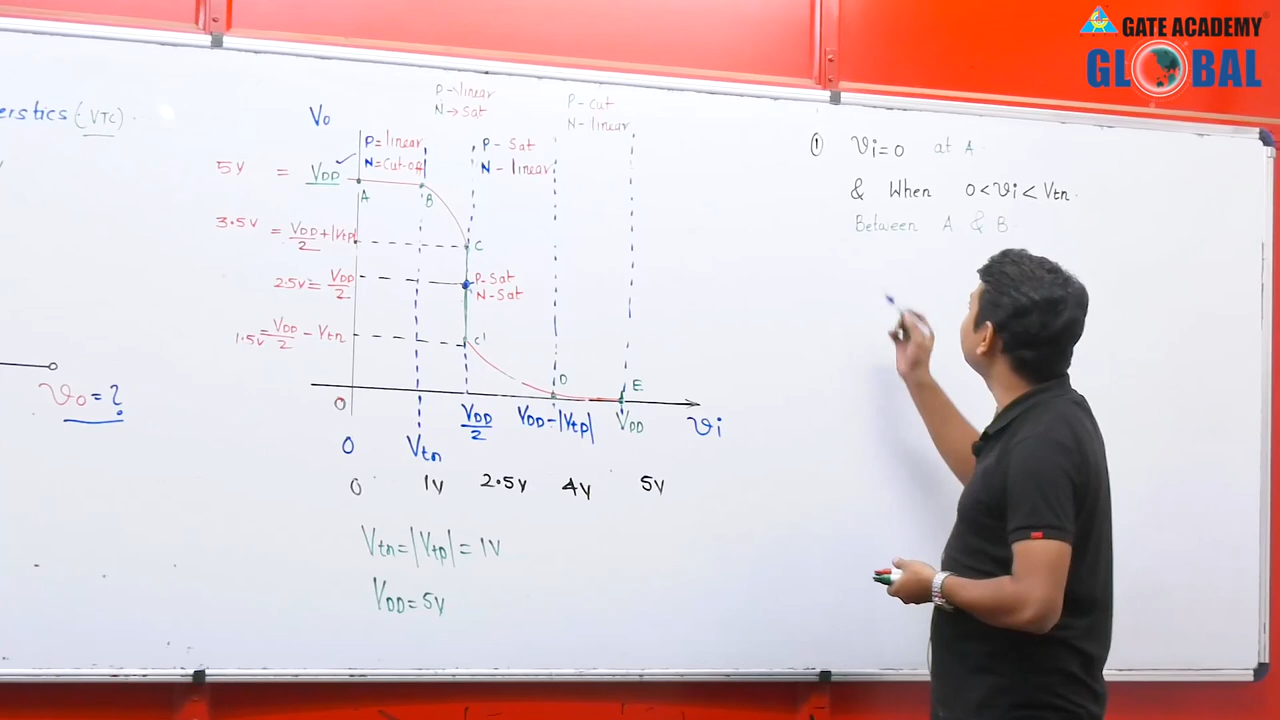 GATE ACADEMY
GLOBAL
erstics (VTC)
Vo
P-linear
N→Sat
P-Cut
N-linear
P=linear
N=Cut-off
P-Sat
N-linear
5V = VDD
A
B
3.5V = VDD/2+|Vtp|
C
2.5V = VDD/2
P-Sat
N-Sat
1.5V = VDD/2 - Vtn
C'
D
E
Vo=?
0
0
Vtn
VDD/2
VDD-|Vtp|
VDD
Vi
0
1V
2.5V
4V
5V
Vtn=|Vtp|=1V
VDD=5V
① Vi=0 at A
& When 0<Vi<Vtn
Between A & B